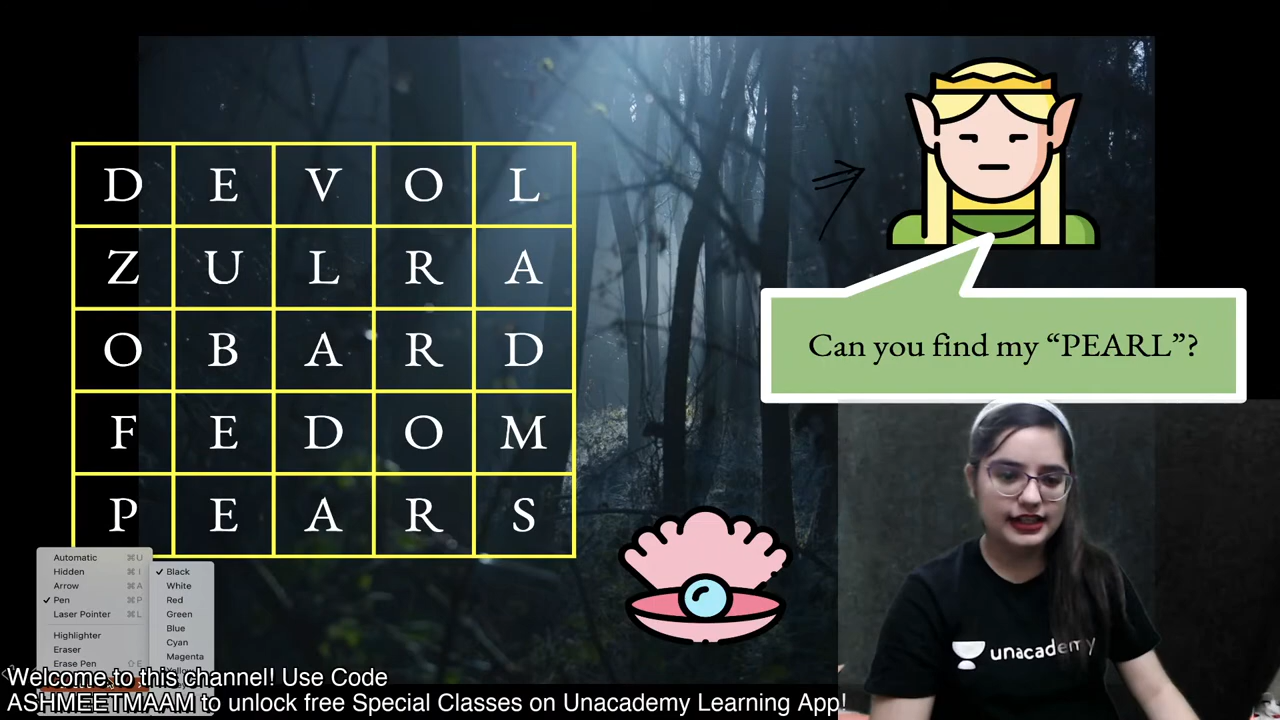 D E V O L
Z U L R A
O B A R D
F E D O M
P E A R S
Can you find my “PEARL”?
unacademy
Automatic ⌘U
Hidden ⌘I
Arrow ⌘A
✓ Pen ⌘P
Laser Pointer ⌘L
Highlighter
Eraser
Erase Pen ⇧E
✓ Black
White
Red
Green
Blue
Cyan
Magenta
Welcome to this channel! Use Code
ASHMEETMAAM to unlock free Special Classes on Unacademy Learning App!